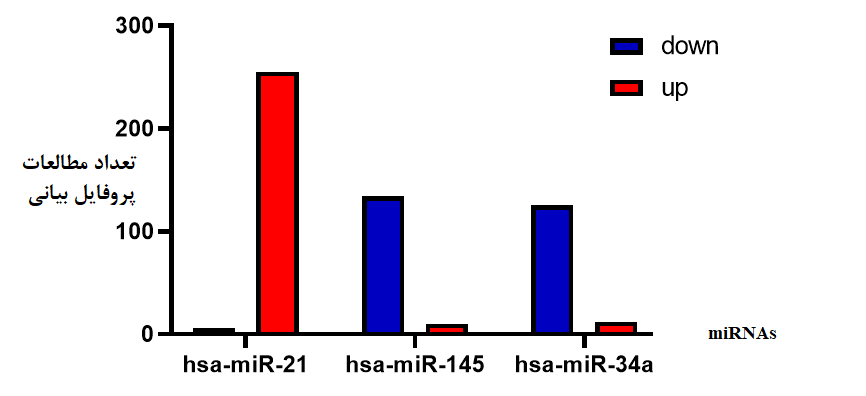 300
down
up
200
تعداد مطالعات
پروفایل بیانی
100
0
miRNAs
hsa-miR-21 hsa-miR-145 hsa-miR-34a